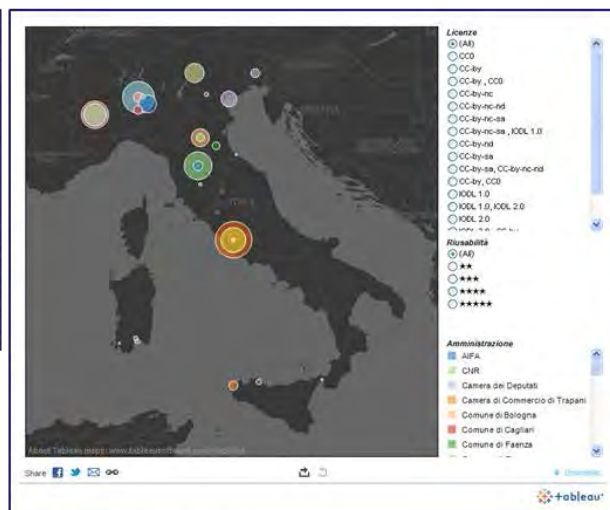 Licenze
(All)
CC0
CC-by
CC-by , CC0
CC-by-nc
CC-by-nc-nd
CC-by-nc-sa
CC-by-nc-sa , IODL 1.0
CC-by-nd
CC-by-sa
CC-by-sa, CC-by-nc-nd
CC-by, CC0
IODL 1.0
IODL 1.0, IODL 2.0
IODL 2.0
Riusabilità
(All)
★★
★★★
★★★★
★★★★★
Amministrazione
AIFA
CNR
Camera dei Deputati
Camera di Commercio di Trapani
Comune di Bologna
Comune di Cagliari
Comune di Faenza
About Tableau maps:
Share
+ableau